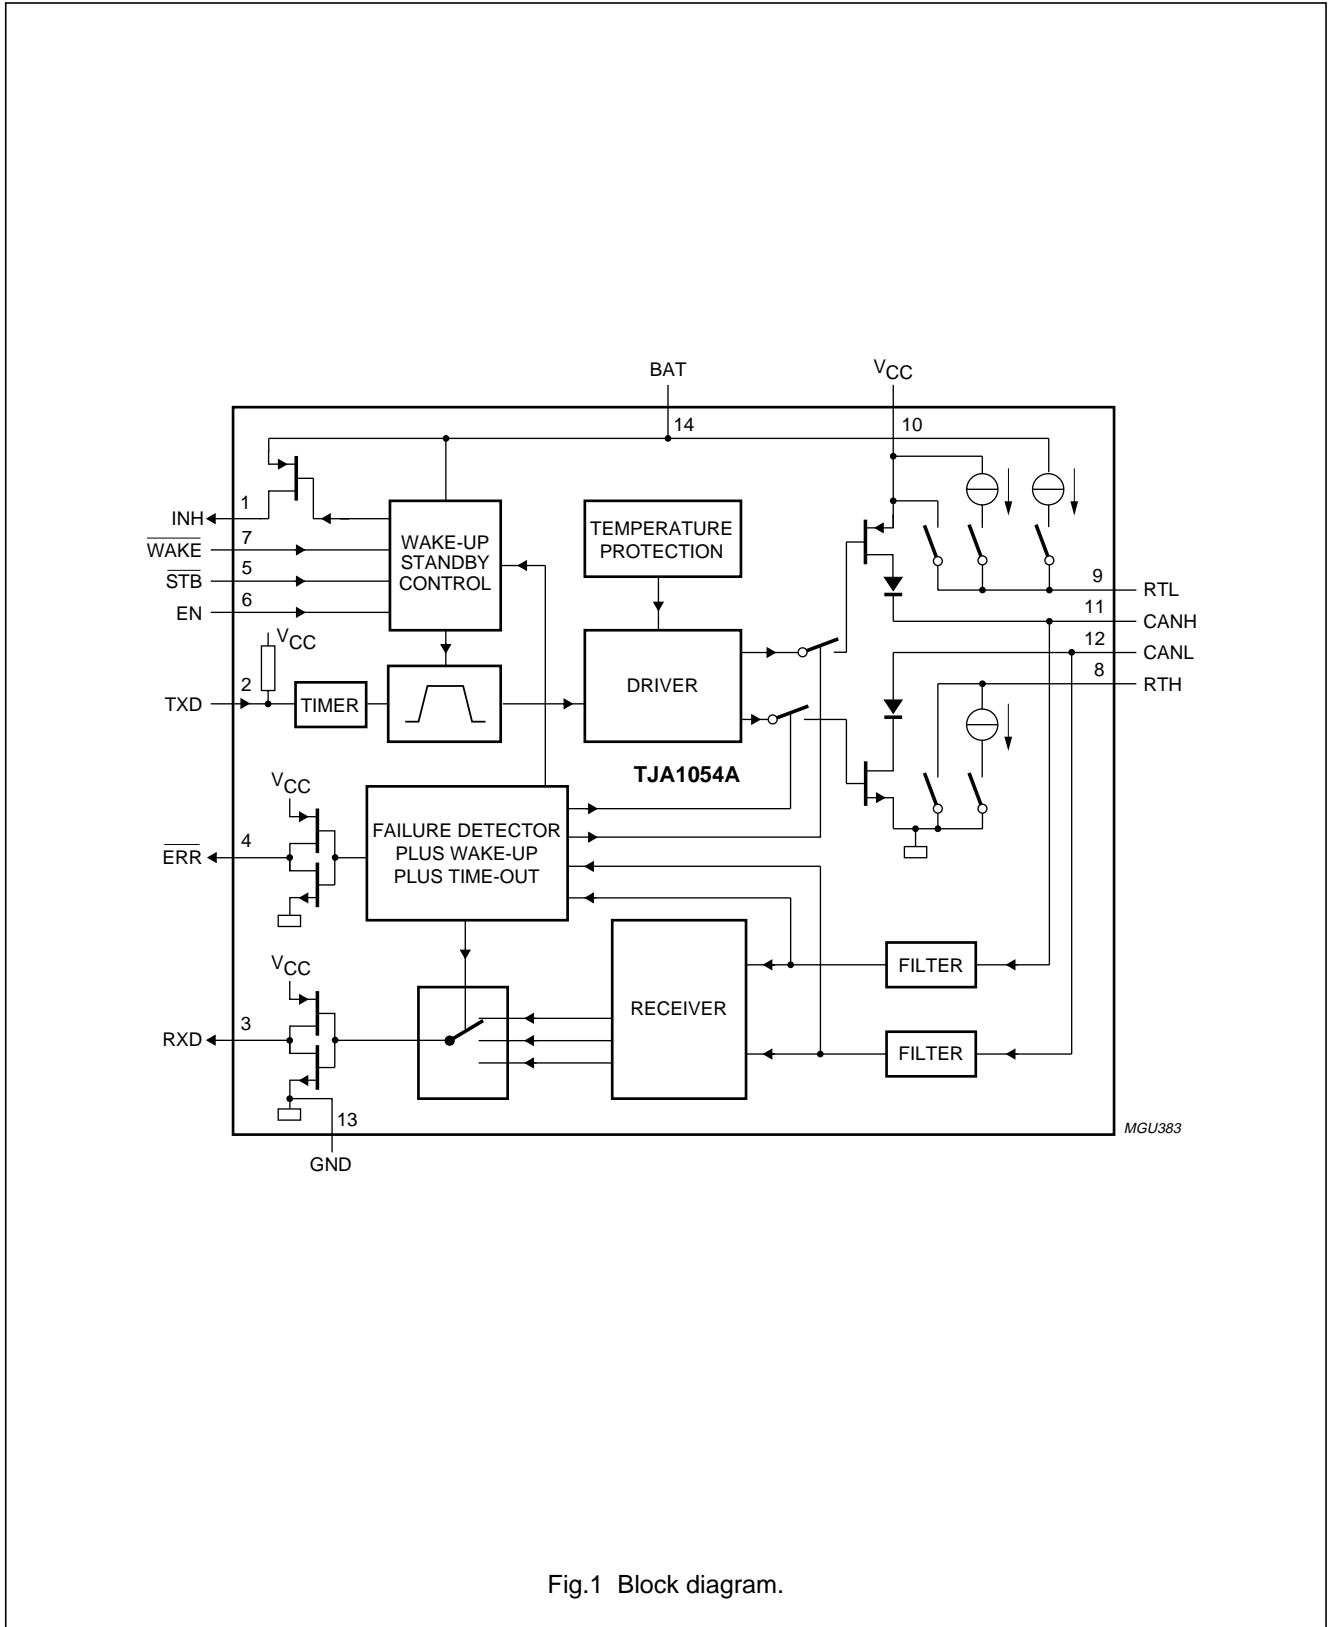 BAT
VCC
14
10
1
INH
7
WAKE
5
STB
6
EN
WAKE-UP
STANDBY
CONTROL
TEMPERATURE
PROTECTION
9
RTL
11
CANH
12
CANL
8
RTH
VCC
2
TXD
TIMER
DRIVER
TJA1054A
VCC
4
ERR
FAILURE DETECTOR
PLUS WAKE-UP
PLUS TIME-OUT
VCC
3
RXD
RECEIVER
FILTER
FILTER
13
GND
MGU383
Fig.1 Block diagram.